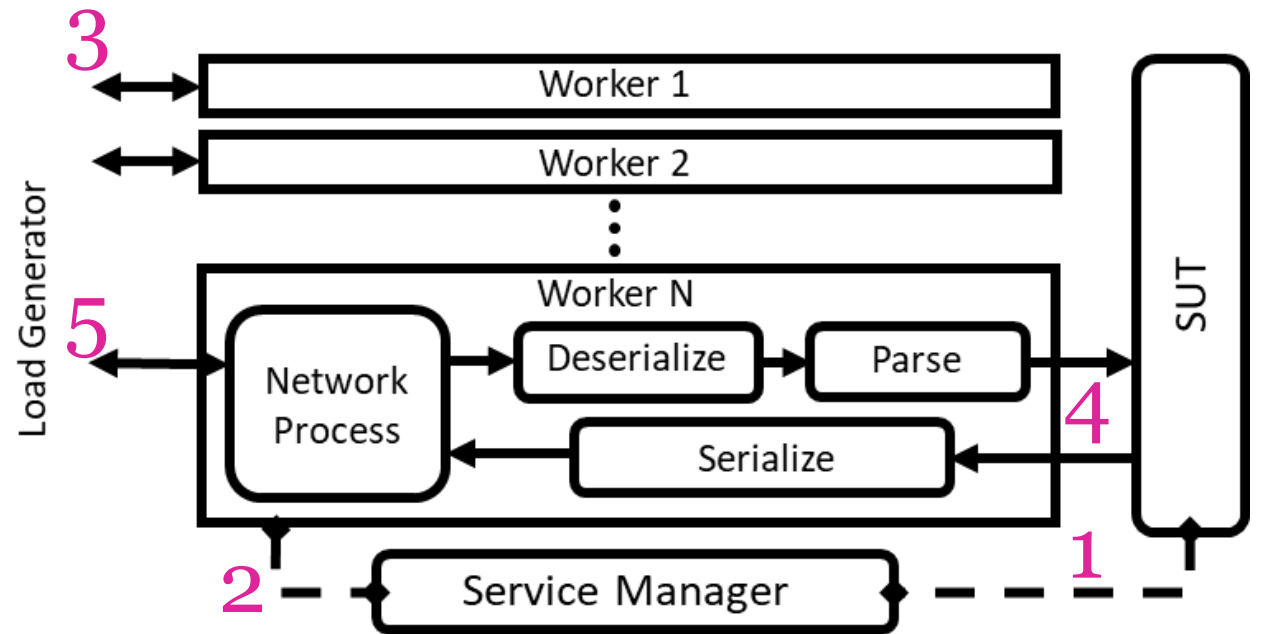 3
Worker 1
Worker 2
Load Generator
Worker N
5
Network
Process
Deserialize
Parse
4
Serialize
SUT
2
Service Manager
1